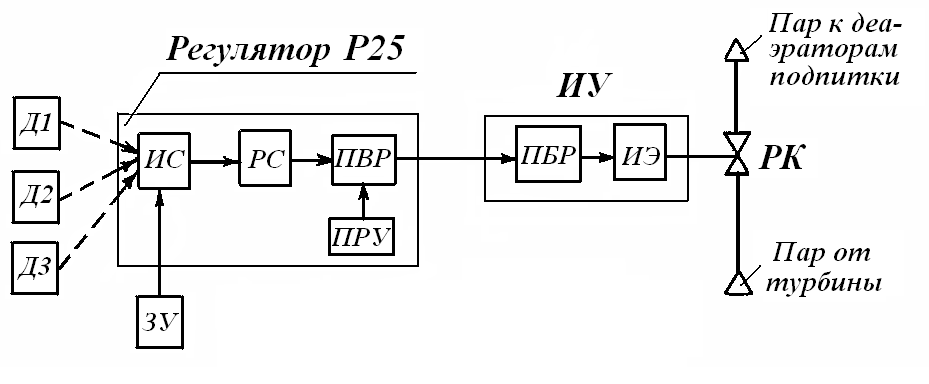 Пар к деа-
эраторам
подпитки
Регулятор Р25
ИУ
Д1
Д2
Д3
ИС
РС
ПВР
ПРУ
ЗУ
ПБР
ИЭ
РК
Пар от
турбины